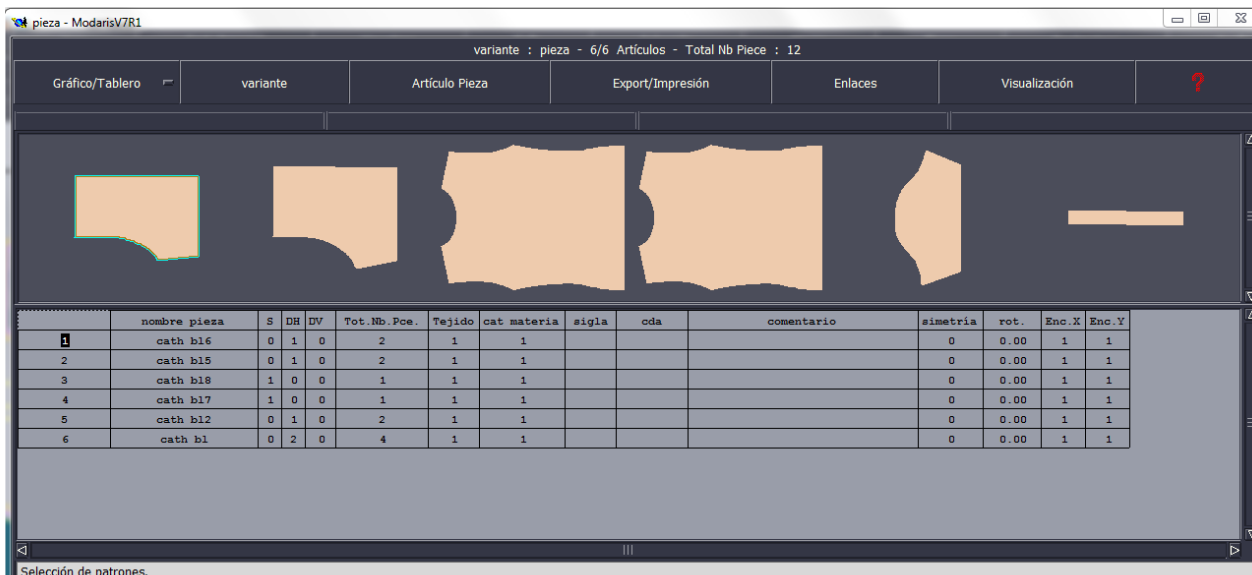 pieza - ModarisV7R1
variante : pieza - 6/6 Artículos - Total Nb Piece : 12
Gráfico/Tablero variante Artículo Pieza Export/Impresión Enlaces Visualización ?
nombre pieza S DH DV Tot.Nb.Pce. Tejido cat materia sigla cda comentario simetría rot. Enc.X Enc.Y
1 cath bl6 0 1 0 2 1 1 0 0.00 1 1
2 cath bl5 0 1 0 2 1 1 0 0.00 1 1
3 cath bl8 1 0 0 1 1 1 0 0.00 1 1
4 cath bl7 1 0 0 1 1 1 0 0.00 1 1
5 cath bl2 0 1 0 2 1 1 0 0.00 1 1
6 cath bl 0 2 0 4 1 1 0 0.00 1 1
Selección de patrones.